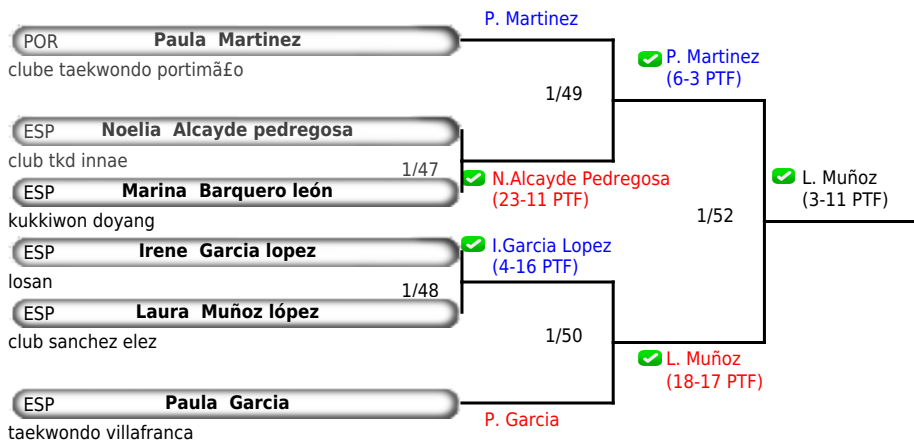 P. Martinez
POR Paula Martinez
clube taekwondo portimã£o
P. Martinez
(6-3 PTF)
1/49
ESP Noelia Alcayde pedregosa
club tkd innae
1/47
N.Alcayde Pedregosa
(23-11 PTF)
ESP Marina Barquero león
kukkiwon doyang
L. Muñoz
(3-11 PTF)
1/52
ESP Irene Garcia lopez
losan
I.Garcia Lopez
(4-16 PTF)
1/48
ESP Laura Muñoz lópez
club sanchez elez
1/50
L. Muñoz
(18-17 PTF)
ESP Paula Garcia
taekwondo villafranca
P. Garcia